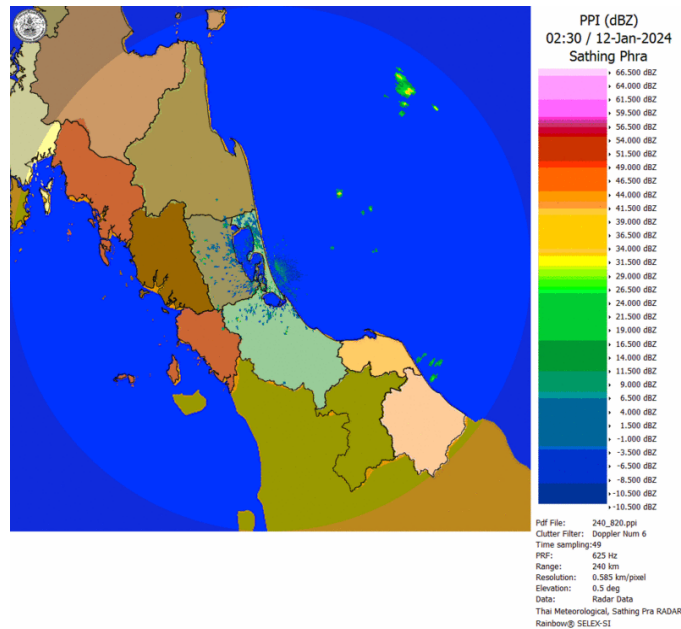 PPI (dBZ)
02:30 / 12-Jan-2024
Sathing Phra
66.500 dBZ
64.000 dBZ
61.500 dBZ
59.500 dBZ
56.500 dBZ
54.000 dBZ
51.500 dBZ
49.000 dBZ
46.500 dBZ
44.000 dBZ
41.500 dBZ
39.000 dBZ
36.500 dBZ
34.000 dBZ
31.500 dBZ
29.000 dBZ
26.500 dBZ
24.000 dBZ
21.500 dBZ
19.000 dBZ
16.500 dBZ
14.000 dBZ
11.500 dBZ
9.000 dBZ
6.500 dBZ
4.000 dBZ
1.500 dBZ
-1.000 dBZ
-3.500 dBZ
-6.500 dBZ
-8.500 dBZ
-10.500 dBZ
-10.500 dBZ
Pdf File: 240_820.ppi
Clutter Filter: Doppler Num 6
Time sampling:49
PRF: 625 Hz
Range: 240 km
Resolution: 0.585 km/pixel
Elevation: 0.5 deg
Data: Radar Data
Thai Meteorological, Sathing Pra RADAR
Rainbow® SELEX-SI